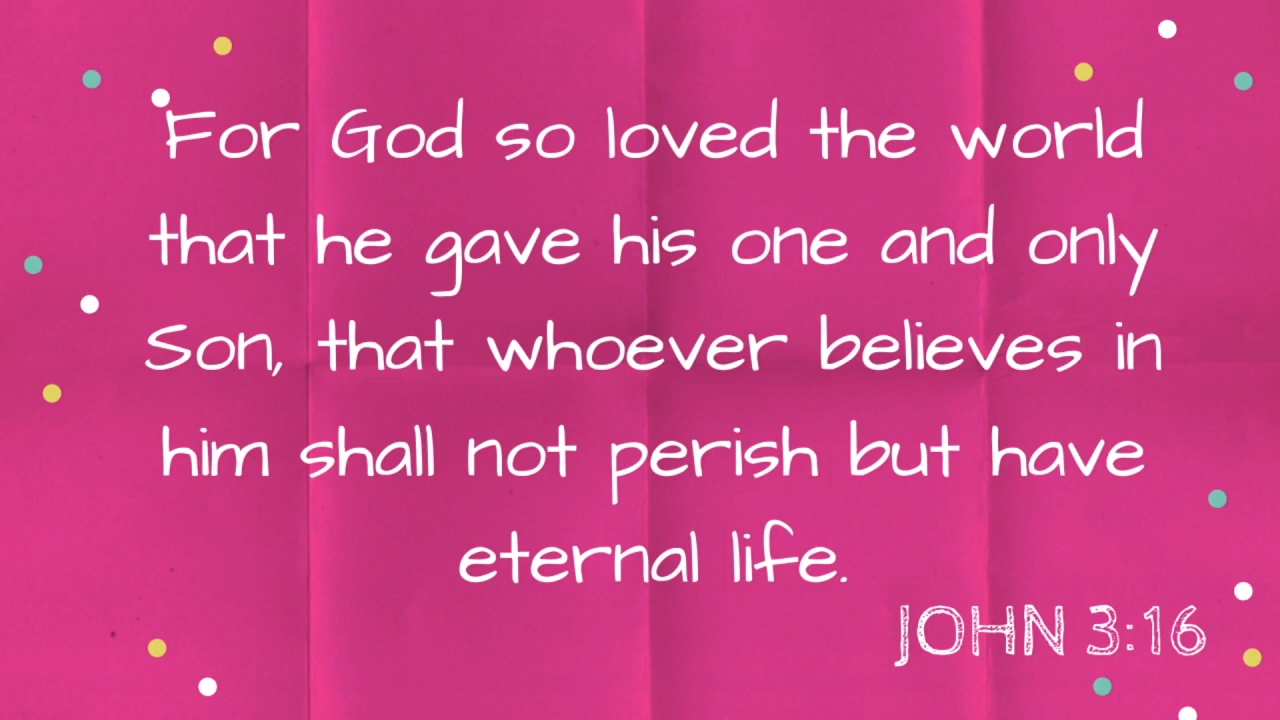 For God so loved the world
that he gave his one and only
Son, that whoever believes in
him shall not perish but have
eternal life.
JOHN 3:16